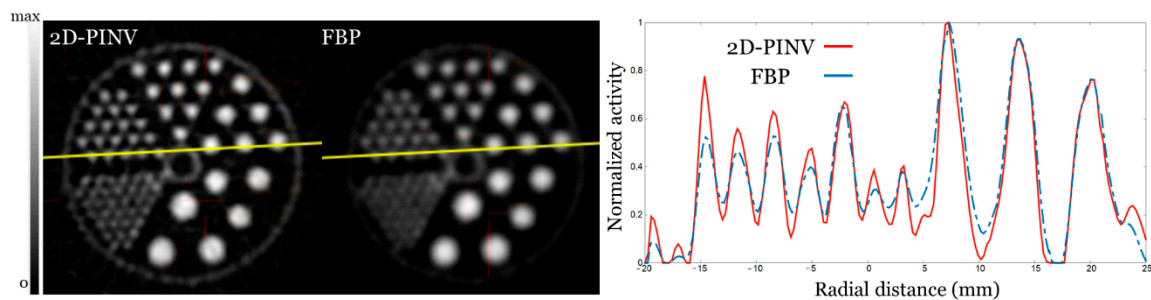 max
2D-PINV
FBP
0
Normalized activity
1
0.8
0.6
0.4
0.2
0
2D-PINV
FBP
-20
-15
-10
-5
0
5
10
15
20
25
Radial distance (mm)